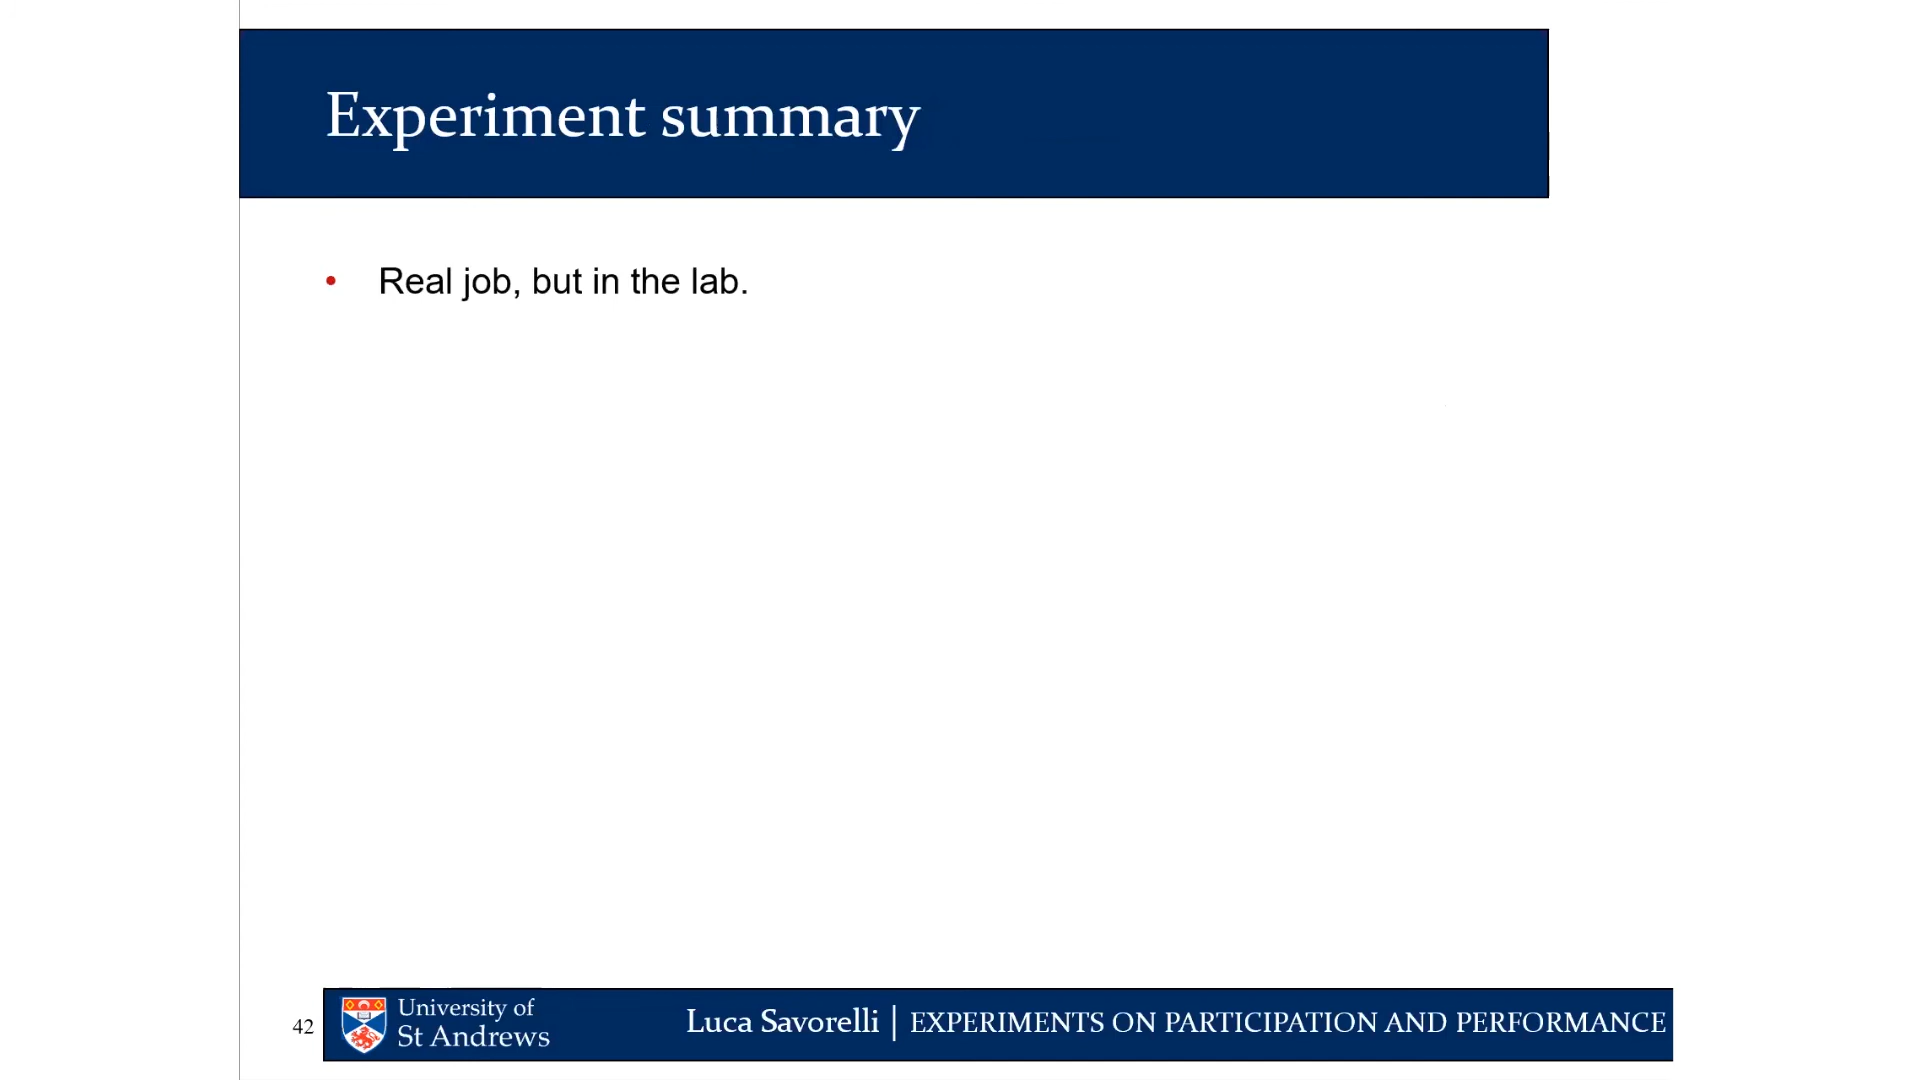 Experiment summary
• Real job, but in the lab.
42
University of
St Andrews
Luca Savorelli | EXPERIMENTS ON PARTICIPATION AND PERFORMANCE